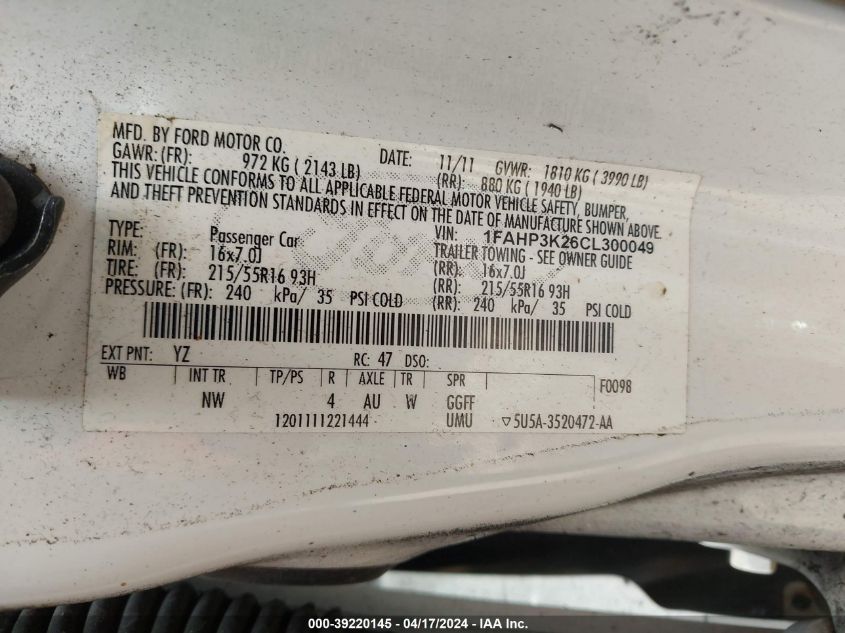 MFD. BY FORD MOTOR CO.
DATE: 11/11 GVWR: 1810 KG ( 3990 LB)
GAWR: (FR): 972 KG ( 2143 LB) (RR): 880 KG ( 1940 LB)
THIS VEHICLE CONFORMS TO ALL APPLICABLE FEDERAL MOTOR VEHICLE SAFETY, BUMPER,
AND THEFT PREVENTION STANDARDS IN EFFECT ON THE DATE OF MANUFACTURE SHOWN ABOVE.
VIN: 1FAHP3K26CL300049
TYPE: Passenger Car TRAILER TOWING - SEE OWNER GUIDE
RIM: (FR): 16x7.0J (RR): 16x7.0J
TIRE: (FR): 215/55R16 93H (RR): 215/55R16 93H
PRESSURE: (FR): 240 kPa/ 35 PSI COLD (RR): 240 kPa/ 35 PSI COLD
EXT PNT: YZ RC: 47 DSO:
WB INT TR TP/PS R AXLE TR SPR F0098
NW 4 AU W GGFF
1201111221444 UMU ▽5U5A-3520472-AA
000-39220145 - 04/17/2024 - IAAI.com